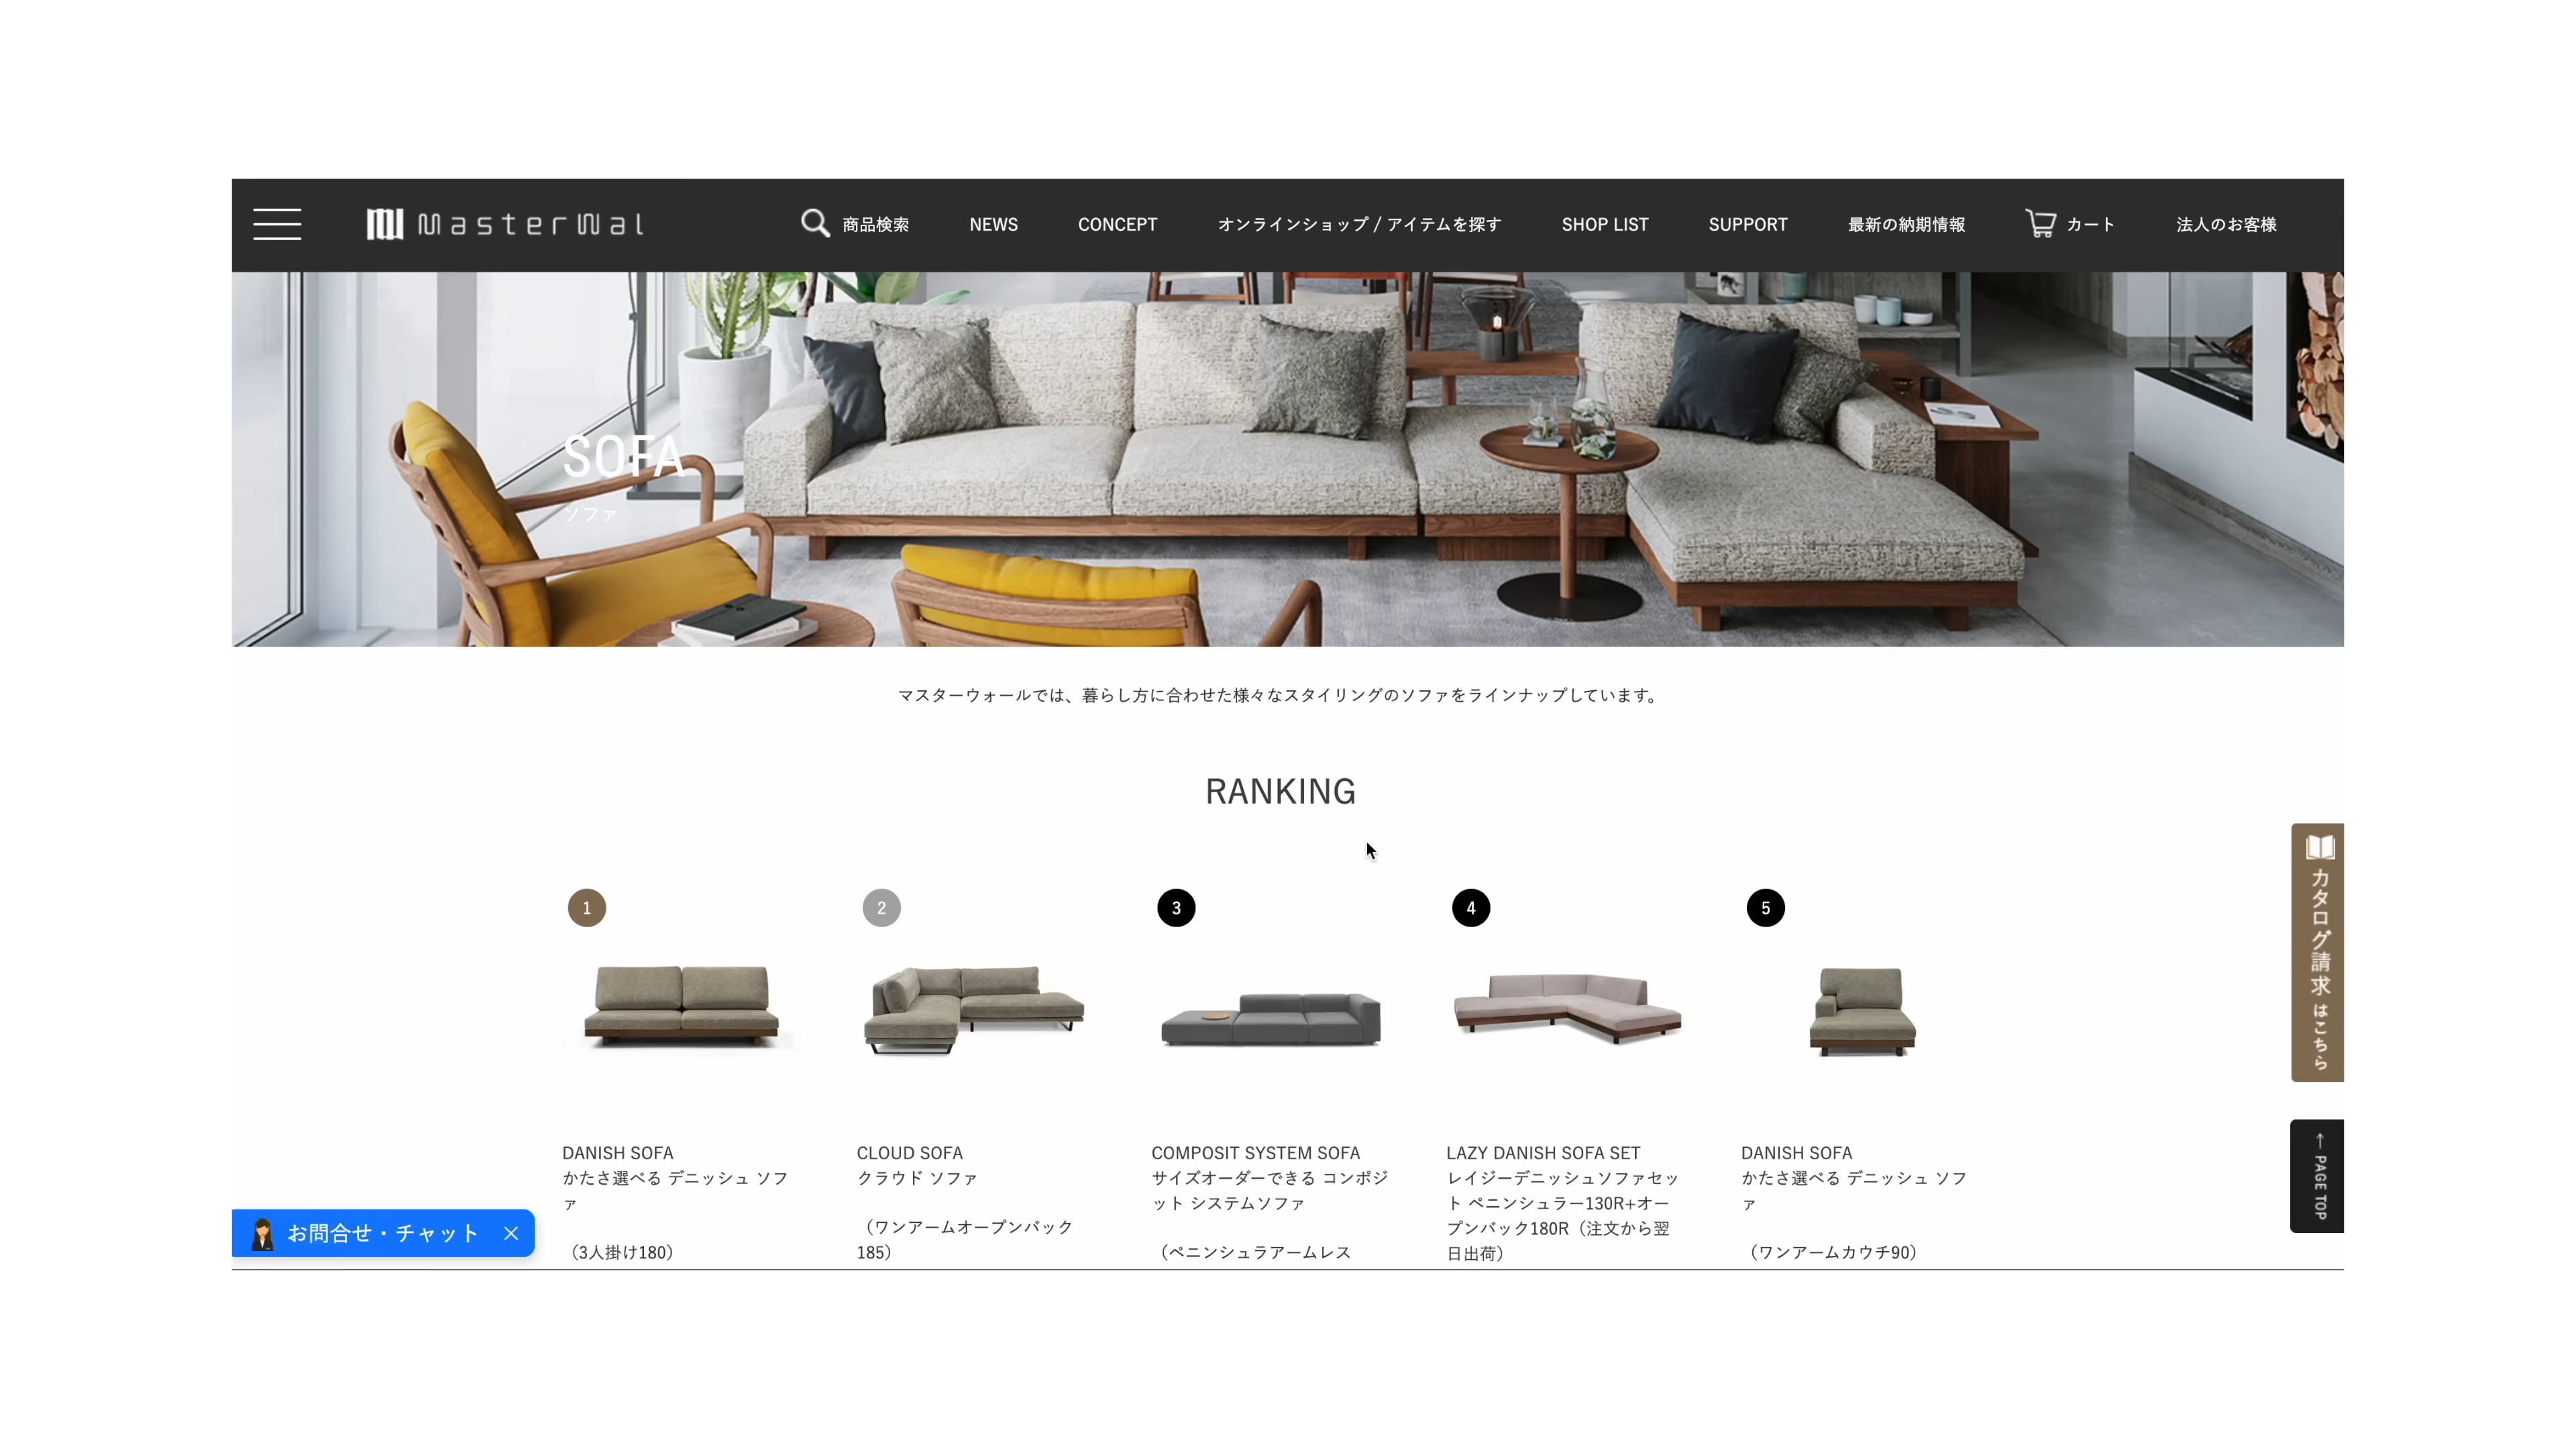 MasterWal
商品検索
NEWS
CONCEPT
オンラインショップ / アイテムを探す
SHOP LIST
SUPPORT
最新の納期情報
カート
法人のお客様
SOFA
ソファ
マスターウォールでは、暮らし方に合わせた様々なスタイリングのソファをラインナップしています。
RANKING
1
2
3
4
5
DANISH SOFA
かたさ選べる デニッシュ ソフ
ァ
（3人掛け180）
CLOUD SOFA
クラウド ソファ
（ワンアームオープンバック
185）
COMPOSIT SYSTEM SOFA
サイズオーダーできる コンポジ
ット システムソファ
（ペニンシュラアームレス
LAZY DANISH SOFA SET
レイジーデニッシュソファセッ
ト ペニンシュラー130R+オー
プンバック180R（注文から翌
日出荷）
DANISH SOFA
かたさ選べる デニッシュ ソフ
ァ
（ワンアームカウチ90）
カタログ請求 はこちら
← PAGE TOP
お問合せ・チャット ×